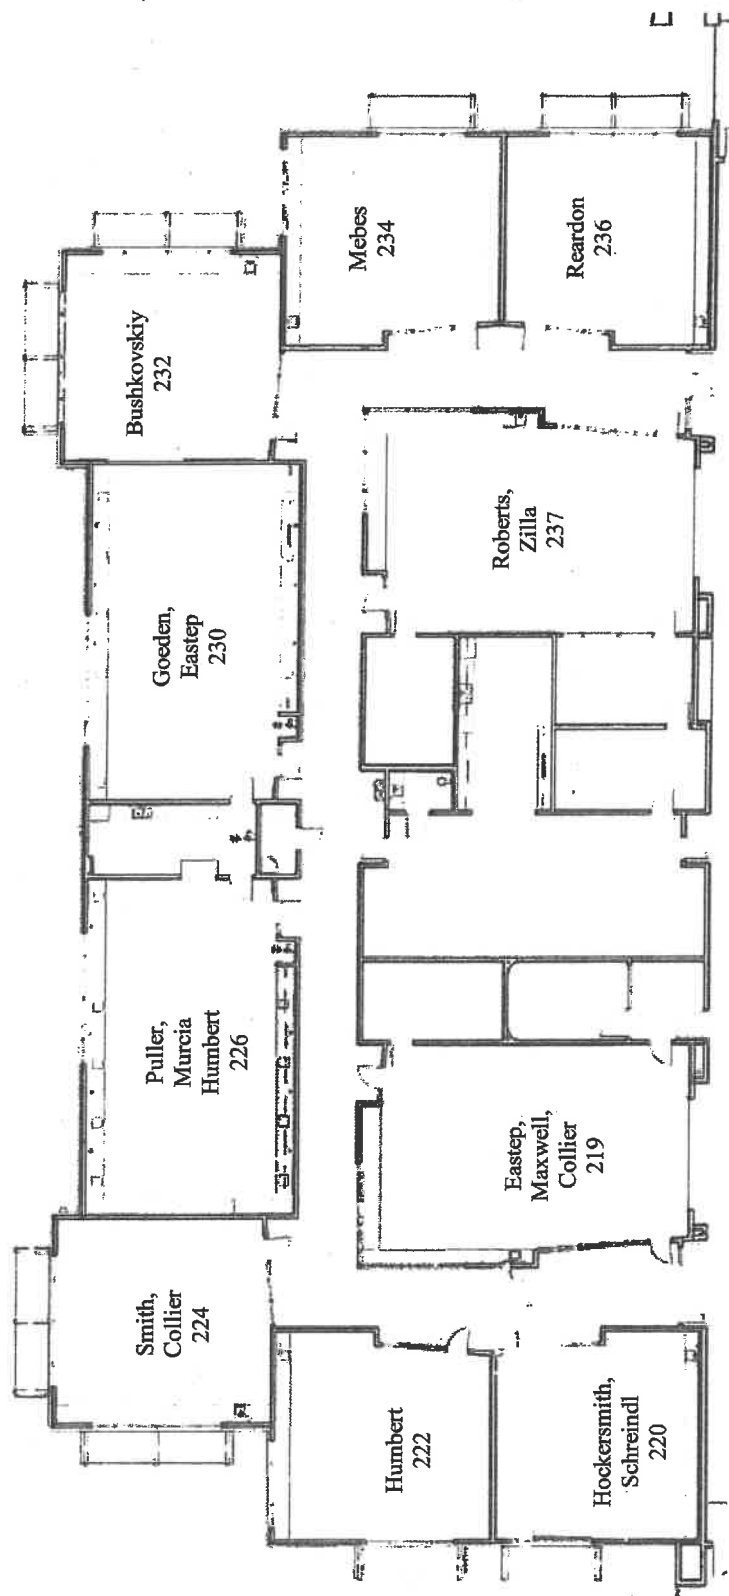 Smith,
Collier
224
Puller,
Murcia
Humbert
226
Goeden,
Eastep
230
Bushkovskiy
232
Humbert
222
Mebes
234
Hockersmith,
Schreindl
220
Eastep,
Maxwell,
Collier
219
Roberts,
Zilla
237
Reardon
236